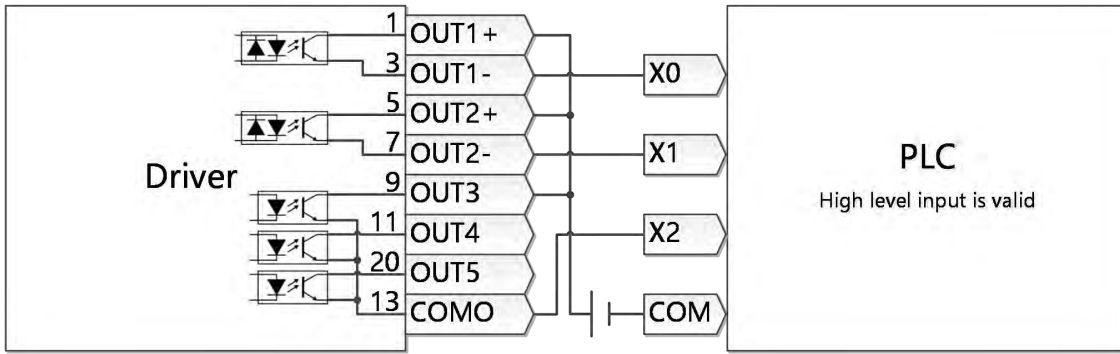 1 OUT1+
3 OUT1- X0
5 OUT2+
7 OUT2- X1
Driver
PLC
9 OUT3
High level input is valid
11 OUT4 X2
20 OUT5
13 COMO COM